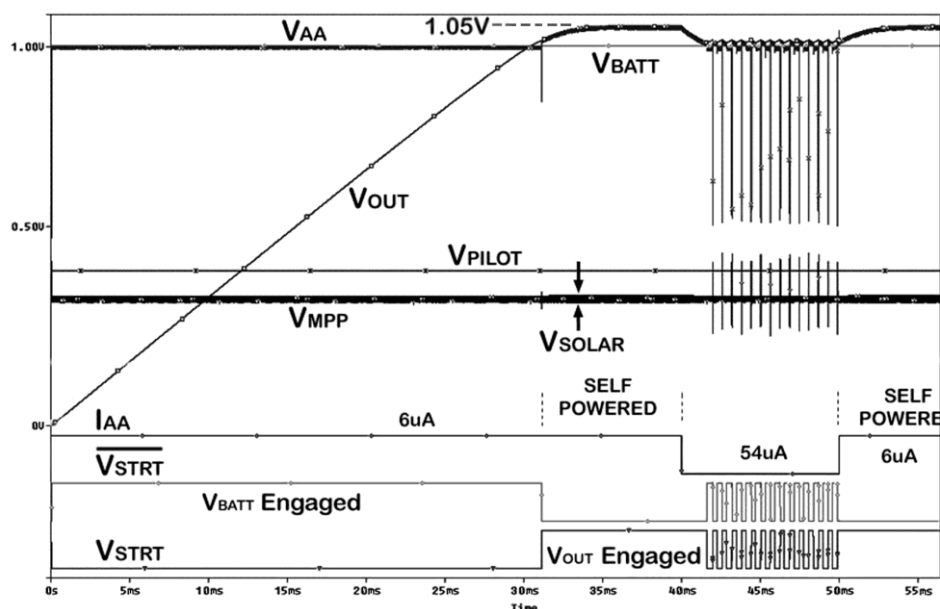 VAA
1.05V
1.00V
VBATT
VOUT
0.50V
VPILOT
VMPP
VSOLAR
SELF
POWERED
SELF
POWERE
0V
IAA
6uA
VSTRT
54uA
6uA
VBATT Engaged
VSTRT
VOUT Engaged
0s 5ms 10ms 15ms 20ms 25ms 30ms 35ms 40ms 45ms 50ms 55ms
Time